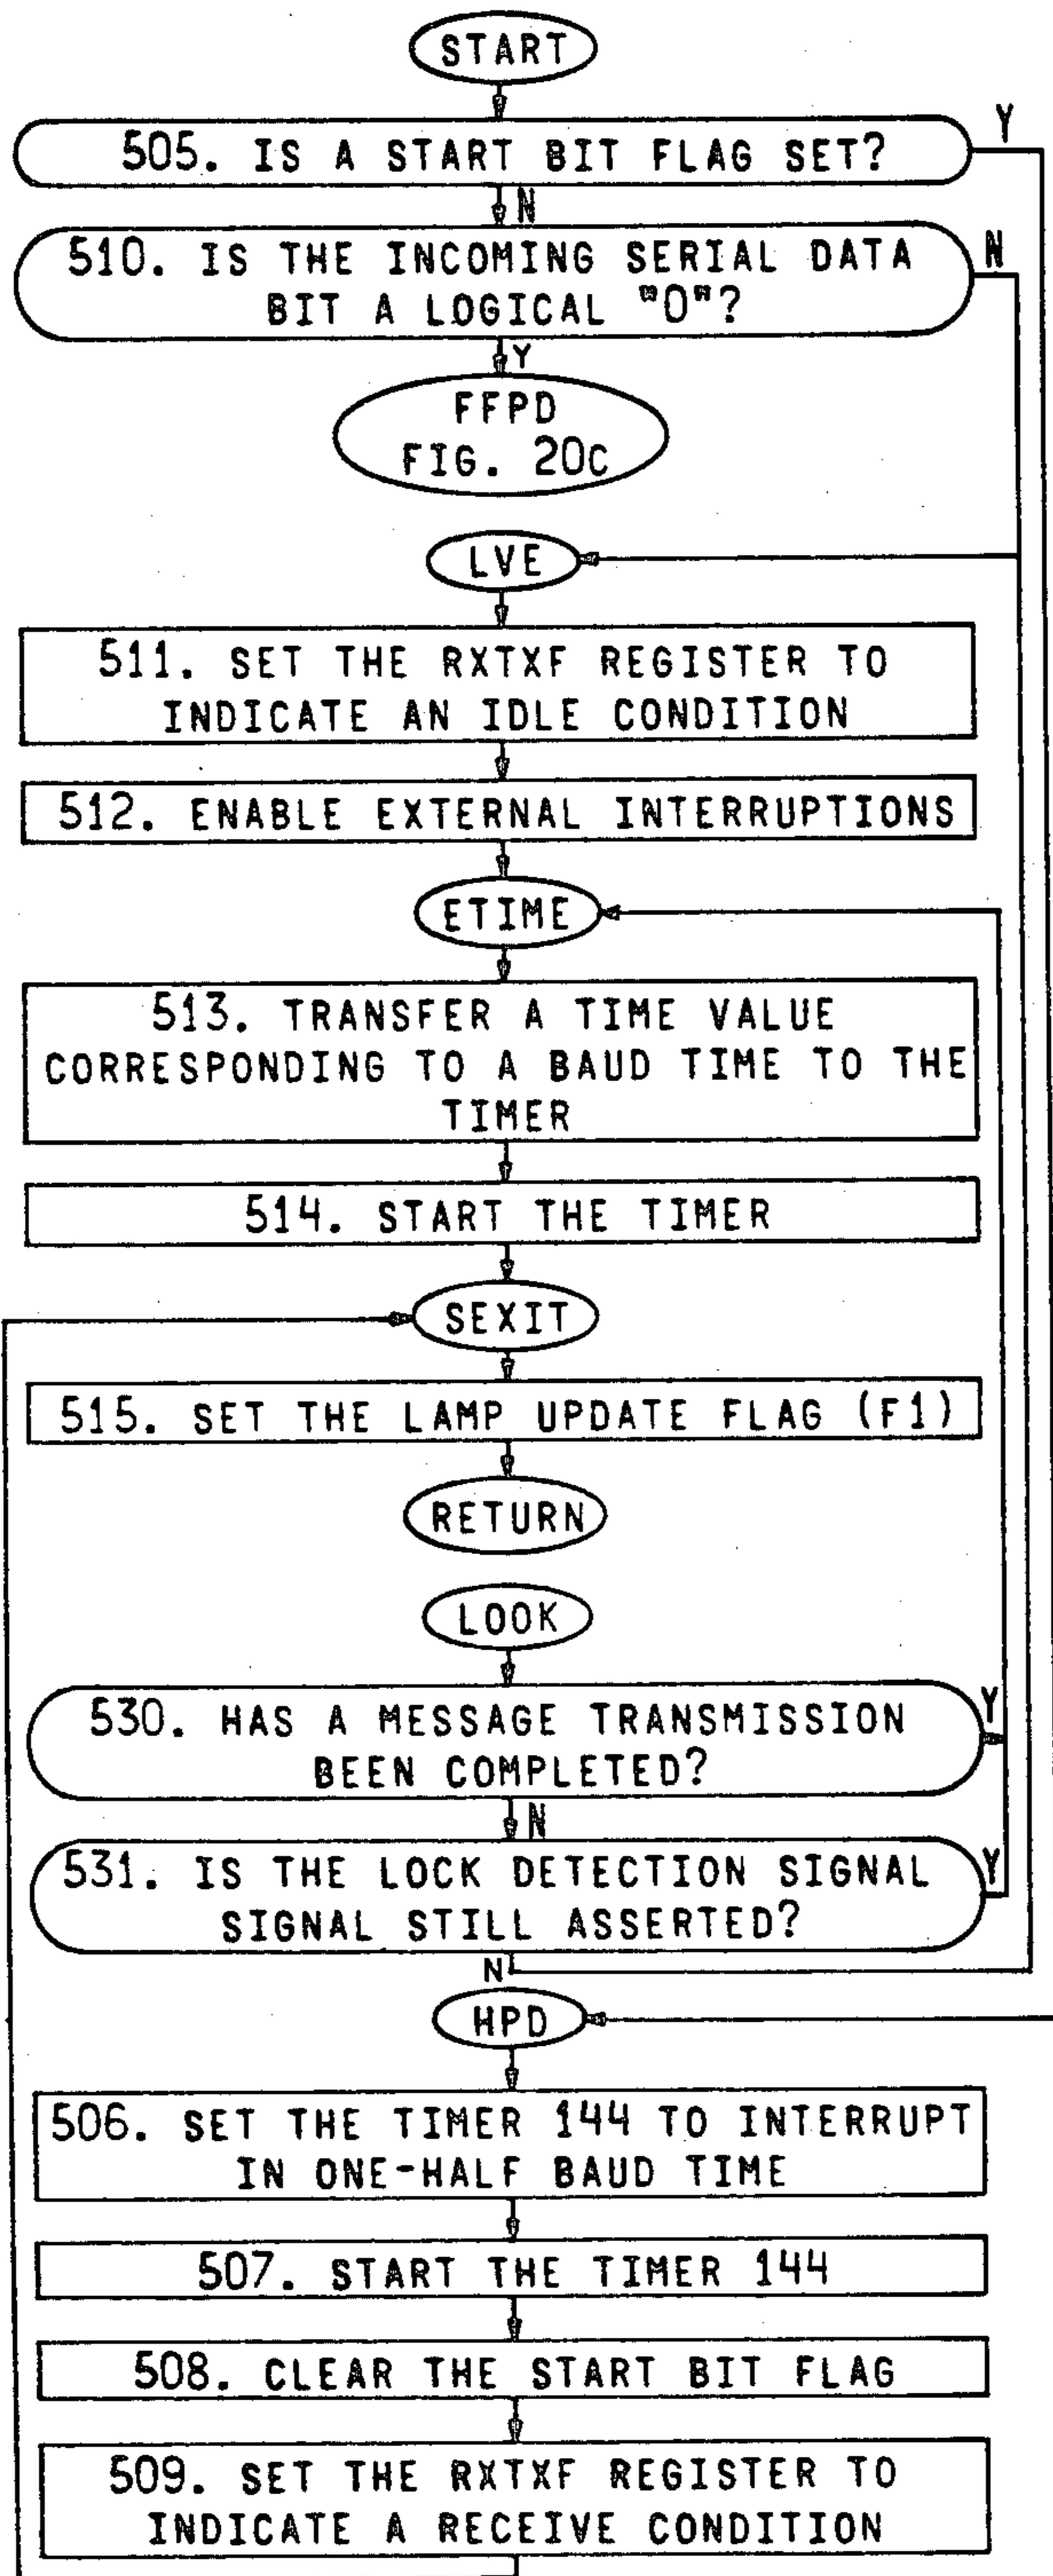 START
505. IS A START BIT FLAG SET?
Y
N
510. IS THE INCOMING SERIAL DATA
BIT A LOGICAL "0"?
N
Y
FFPD
FIG. 20C
LVE
511. SET THE RXTXF REGISTER TO
INDICATE AN IDLE CONDITION
512. ENABLE EXTERNAL INTERRUPTIONS
ETIME
513. TRANSFER A TIME VALUE
CORRESPONDING TO A BAUD TIME TO THE
TIMER
514. START THE TIMER
SEXIT
515. SET THE LAMP UPDATE FLAG (F1)
RETURN
LOOK
530. HAS A MESSAGE TRANSMISSION
BEEN COMPLETED?
Y
N
531. IS THE LOCK DETECTION SIGNAL
SIGNAL STILL ASSERTED?
Y
N
HPD
506. SET THE TIMER 144 TO INTERRUPT
IN ONE-HALF BAUD TIME
507. START THE TIMER 144
508. CLEAR THE START BIT FLAG
509. SET THE RXTXF REGISTER TO
INDICATE A RECEIVE CONDITION